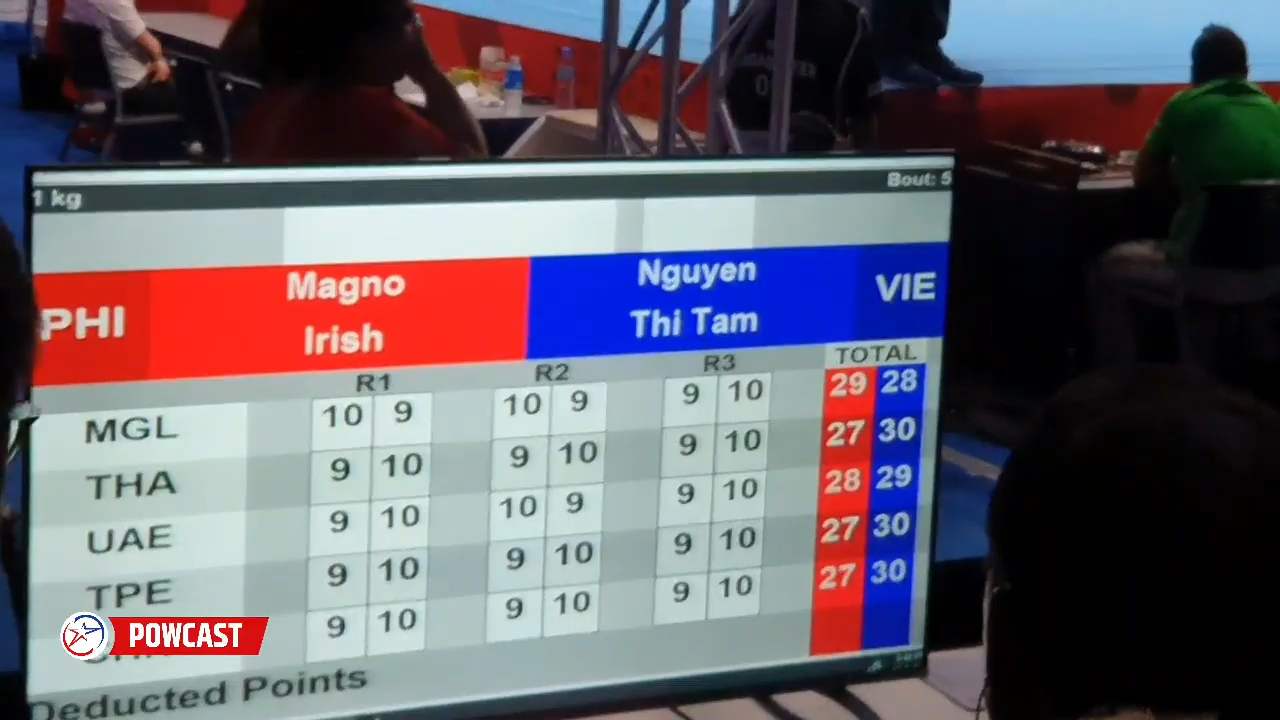 1 kg
Bout: 5
PHI Magno Irish Nguyen Thi Tam VIE
R1 R2 R3 TOTAL
MGL 10 9 10 9 9 10 29 28
THA 9 10 9 10 9 10 27 30
UAE 9 10 10 9 9 10 28 29
TPE 9 10 9 10 9 10 27 30
9 10 9 10 9 10 27 30
Deducted Points
POWCAST